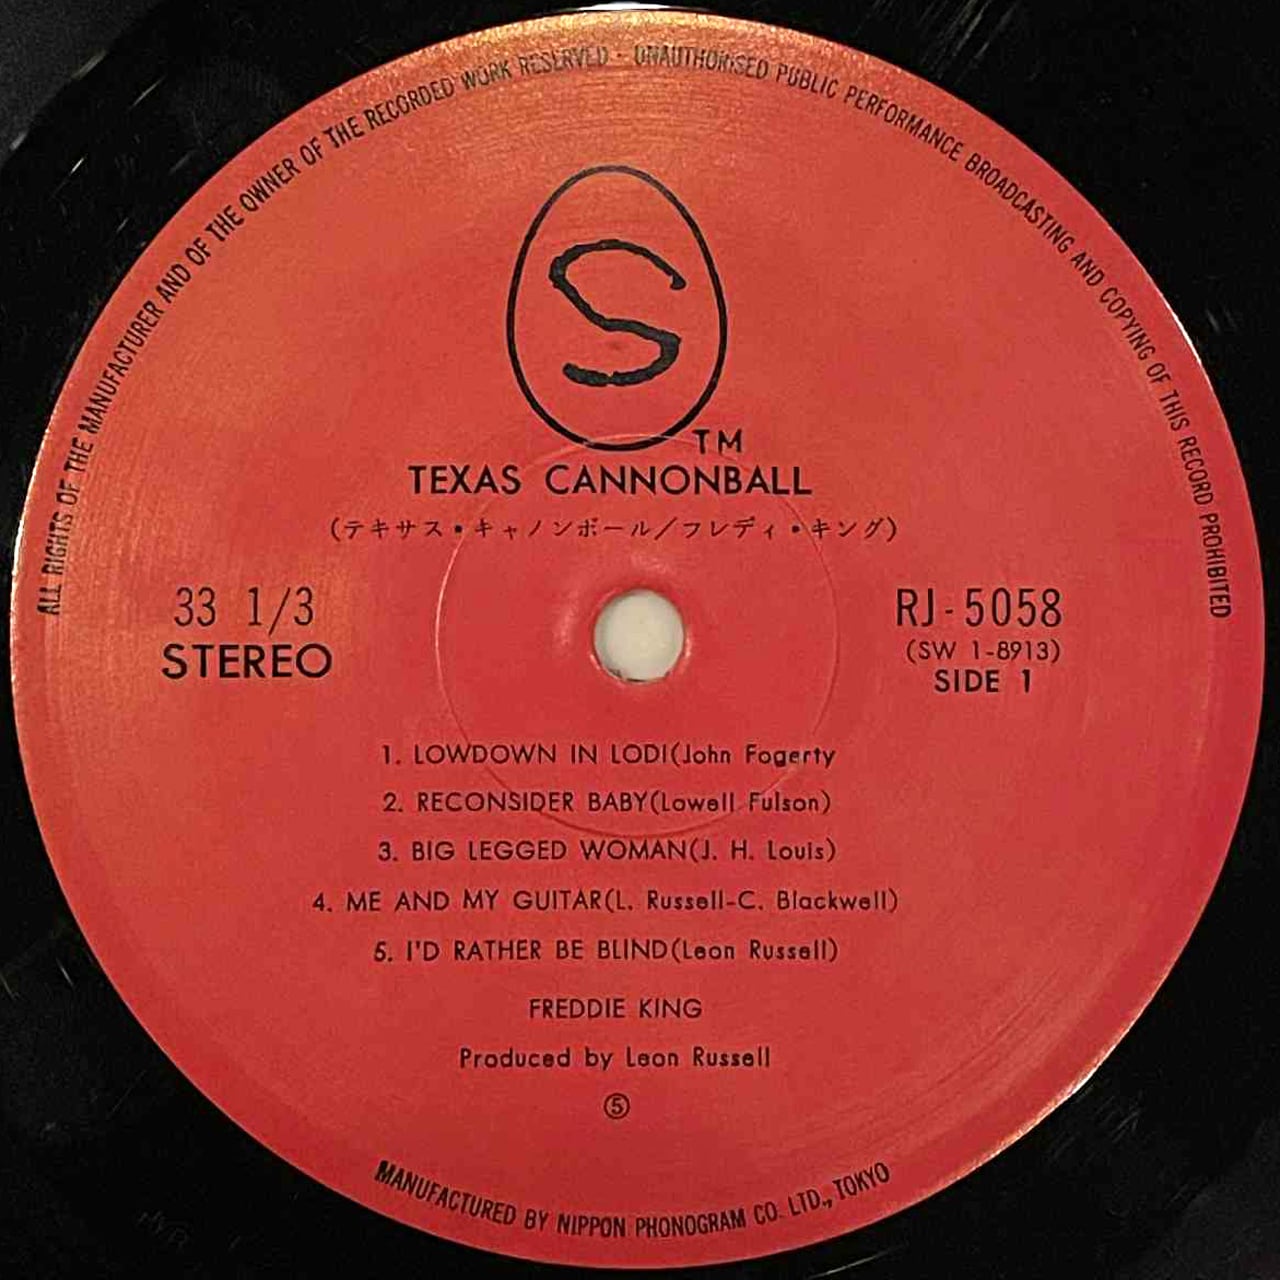 ALL RIGHTS OF THE MANUFACTURER AND OF THE OWNER OF THE RECORDED WORK RESERVED - UNAUTHORISED PUBLIC PERFORMANCE BROADCASTING AND COPYING OF THIS RECORD PROHIBITED
S
TM
TEXAS CANNONBALL
(テキサス・キャノンボール/フレディ・キング)
33 1/3
STEREO
RJ-5058
(SW 1-8913)
SIDE 1
1. LOWDOWN IN LODI(John Fogerty
2. RECONSIDER BABY(Lowell Fulson)
3. BIG LEGGED WOMAN(J. H. Louis)
4. ME AND MY GUITAR(L. Russell-C. Blackwell)
5. I'D RATHER BE BLIND(Leon Russell)
FREDDIE KING
Produced by Leon Russell
⑤
MANUFACTURED BY NIPPON PHONOGRAM CO. LTD., TOKYO